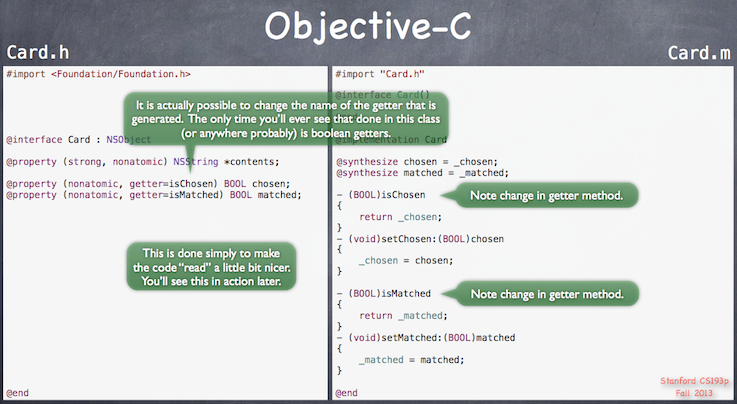 Objective-C
Card.h
#import <Foundation/Foundation.h>
It is actually possible to change the name of the getter that is
generated. The only time you'll ever see that done in this class
(or anywhere probably) is boolean getters.
@interface Card : NSObject
@property (strong, nonatomic) NSString *contents;
@property (nonatomic, getter=isChosen) BOOL chosen;
@property (nonatomic, getter=isMatched) BOOL matched;
This is done simply to make
the code "read" a little bit nicer.
You'll see this in action later.
@end
Card.m
#import "Card.h"
@interface Card()
@implementation Card
@synthesize chosen = _chosen;
@synthesize matched = _matched;
- (BOOL)isChosen
Note change in getter method.
{
return _chosen;
}
- (void)setChosen:(BOOL)chosen
{
_chosen = chosen;
}
- (BOOL)isMatched
Note change in getter method.
{
return _matched;
}
- (void)setMatched:(BOOL)matched
{
_matched = matched;
}
@end
Stanford CS193p
Fall 2013